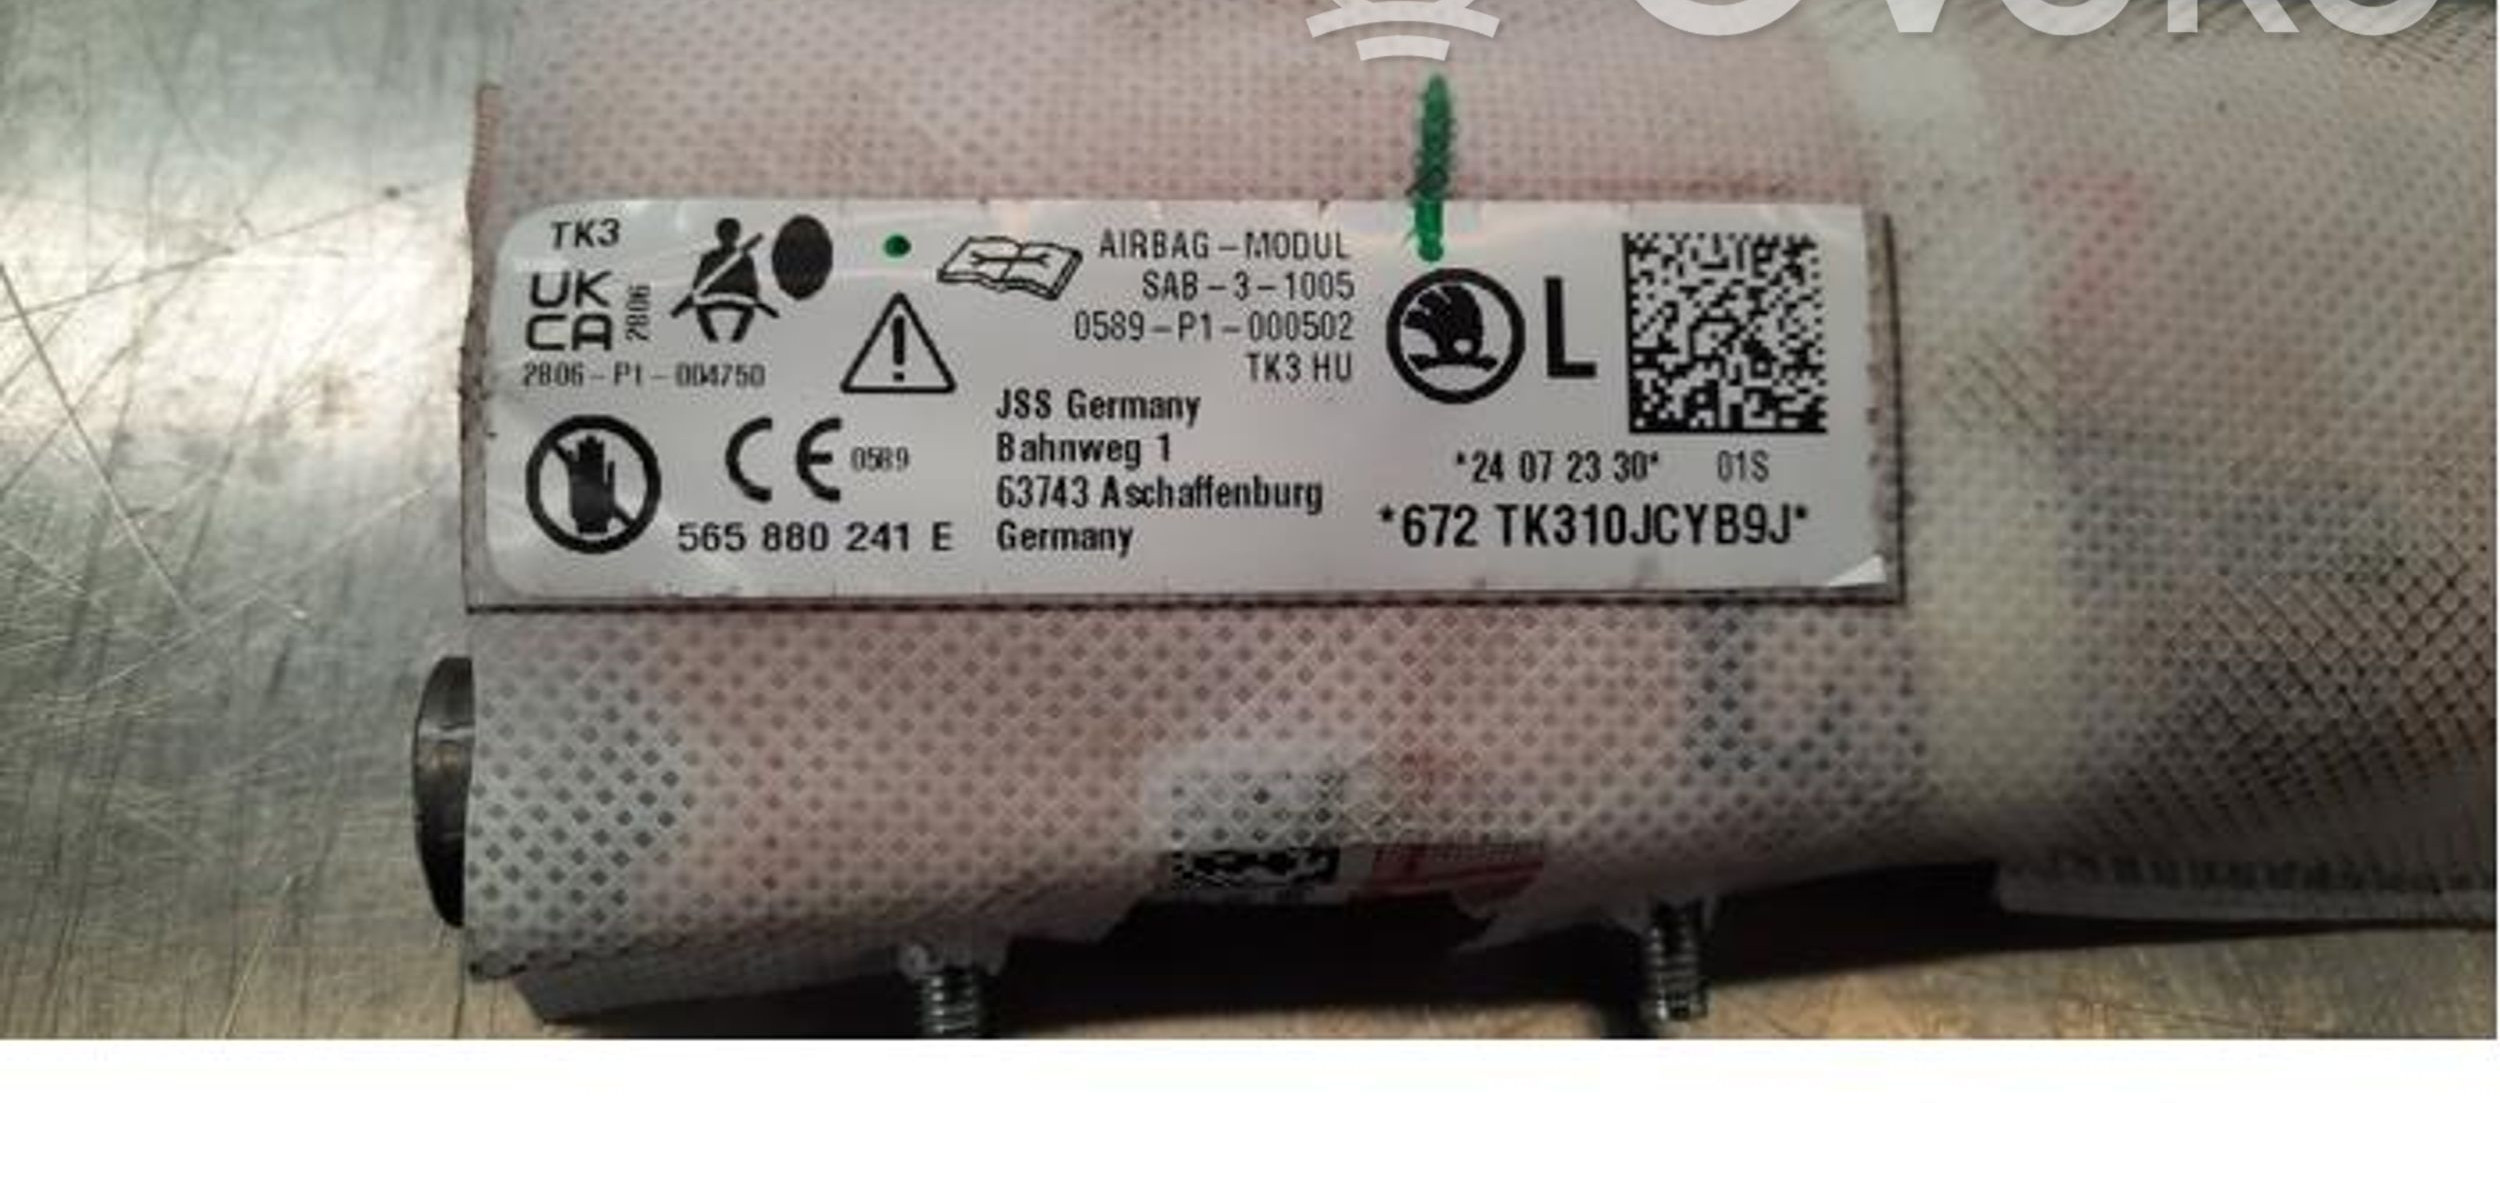 TK3
UK
CA
2806
2806-P1-004750
AIRBAG-MODUL
SAB-3-1005
0589-P1-000502
TK3 HU
L
CE 0589
565 880 241 E
JSS Germany
Bahnweg 1
63743 Aschaffenburg
Germany
*24 07 23 30* 01S
*672 TK310JCYB9J*